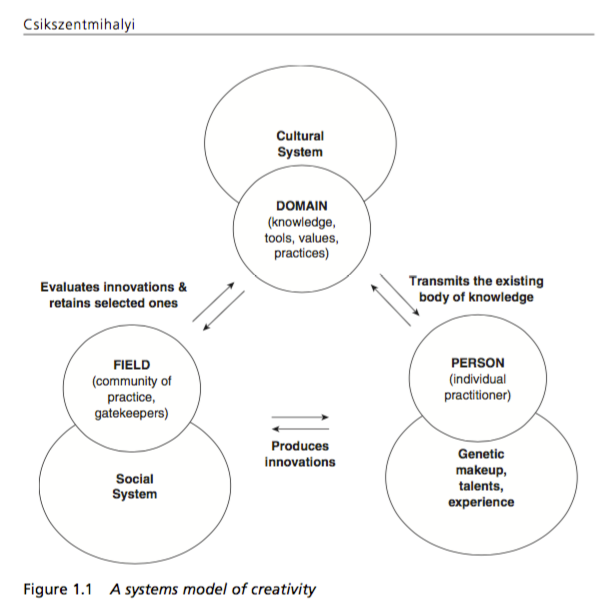 Csikszentmihalyi
Cultural
System
DOMAIN
(knowledge,
tools, values,
practices)
Evaluates innovations &
retains selected ones
Transmits the existing
body of knowledge
FIELD
(community of
practice,
gatekeepers)
PERSON
(individual
practitioner)
Produces
innovations
Social
System
Genetic
makeup,
talents,
experience
Figure 1.1 A systems model of creativity